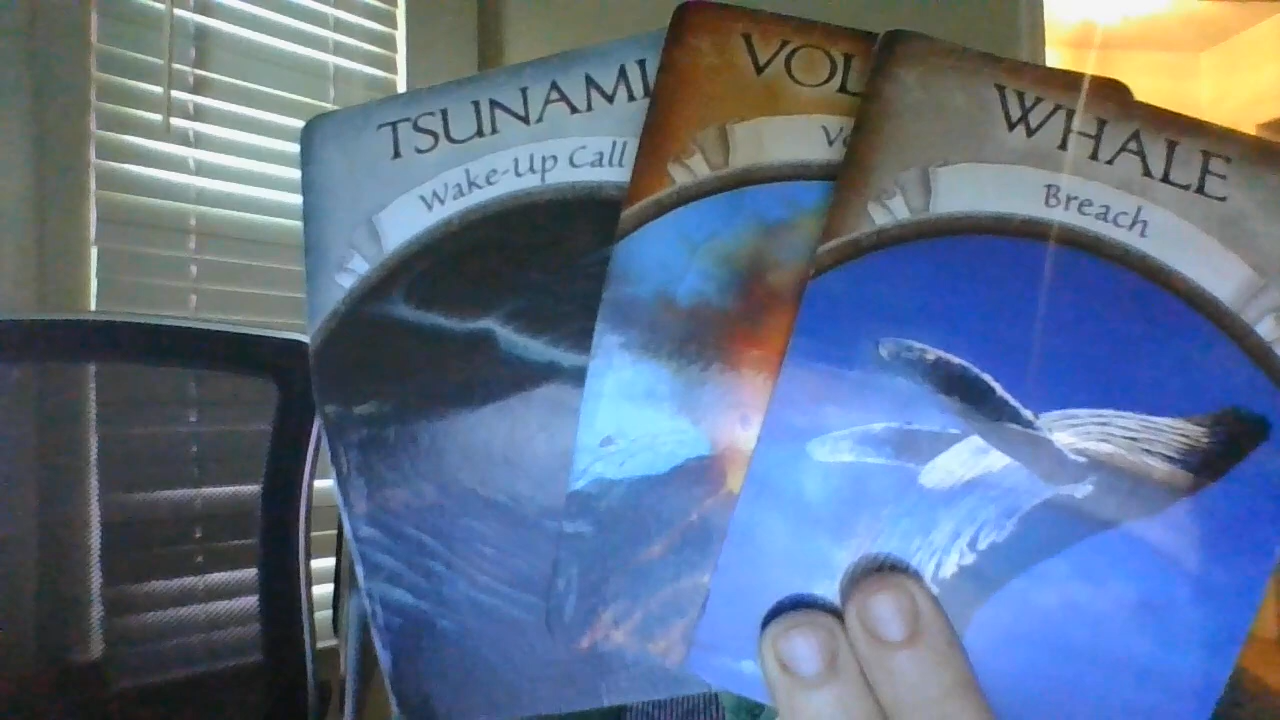 TSUNAMI
Wake-Up Call
VOL
WHALE
Breach